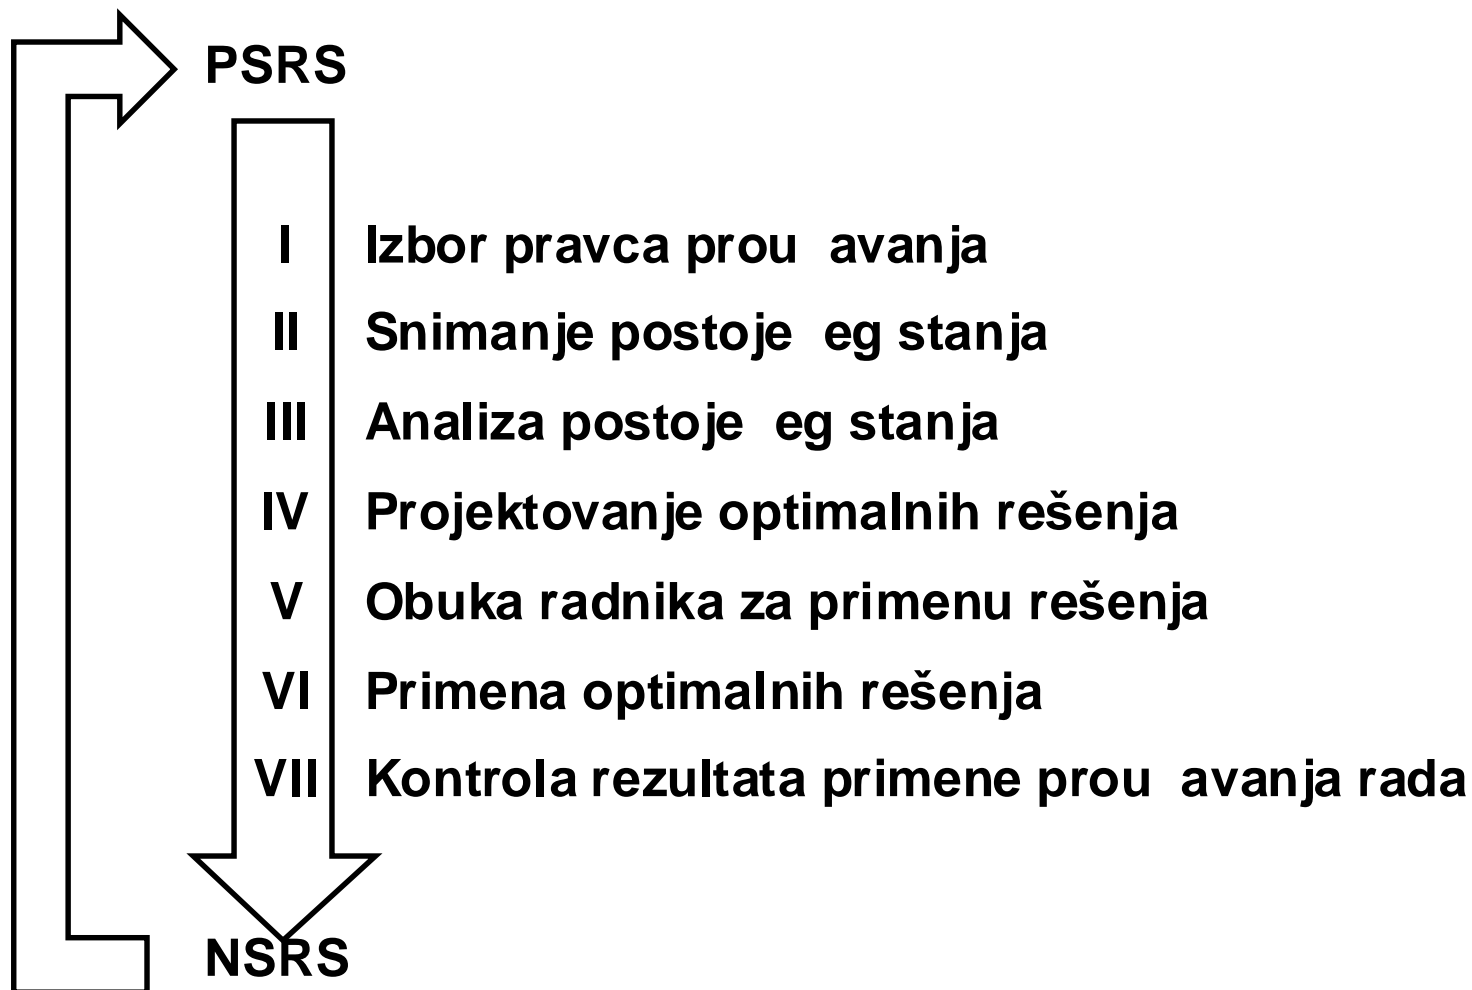 PSRS
I Izbor pravca prou avanja
II Snimanje postoje eg stanja
III Analiza postoje eg stanja
IV Projektovanje optimalnih rešenja
V Obuka radnika za primenu rešenja
VI Primena optimalnih rešenja
VII Kontrola rezultata primene prou avanja rada
NSRS